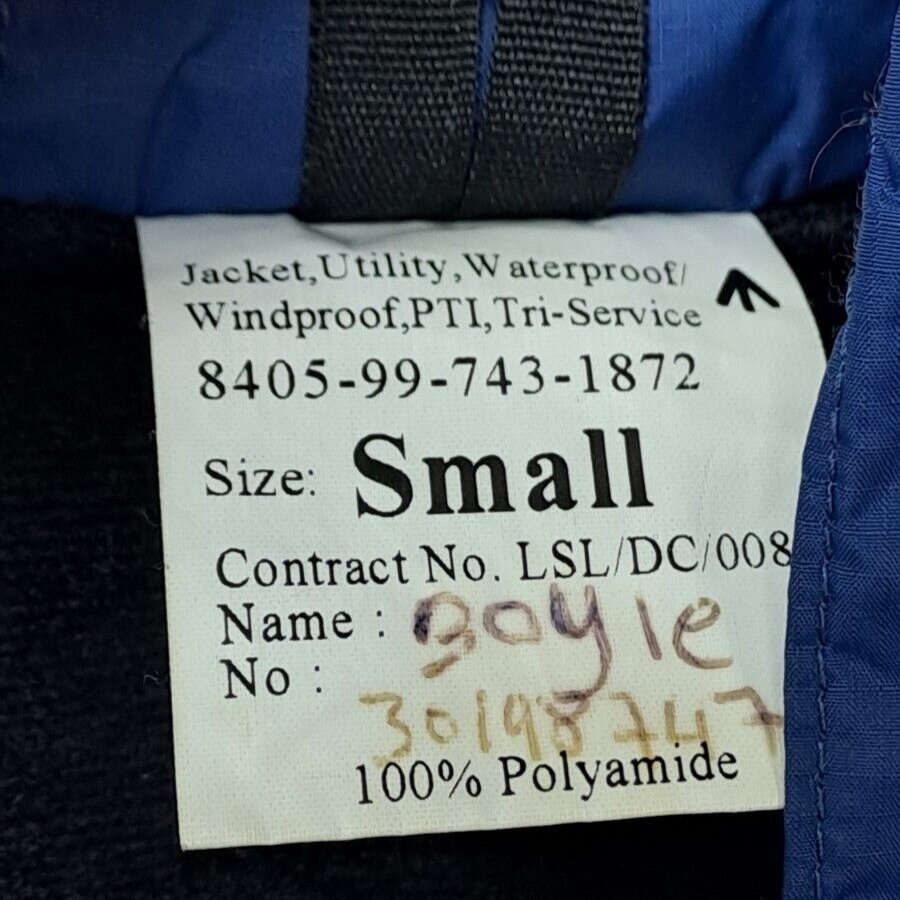 Jacket,Utility,Waterproof/
Windproof,PTI,Tri-Service
8405-99-743-1872
Size: Small
Contract No. LSL/DC/008
Name : Boyle
No :
30198747
100% Polyamide